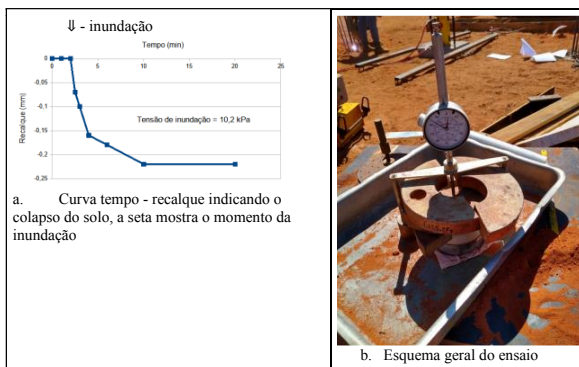 ⇓ - inundação
Tempo (min)
0 5 10 15 20 25
0
-0,05
-0,1
-0,15
-0,2
-0,25
Recalque (mm)
Tensão de inundação = 10,2 kPa
a. Curva tempo - recalque indicando o
colapso do solo, a seta mostra o momento da
inundação
b. Esquema geral do ensaio